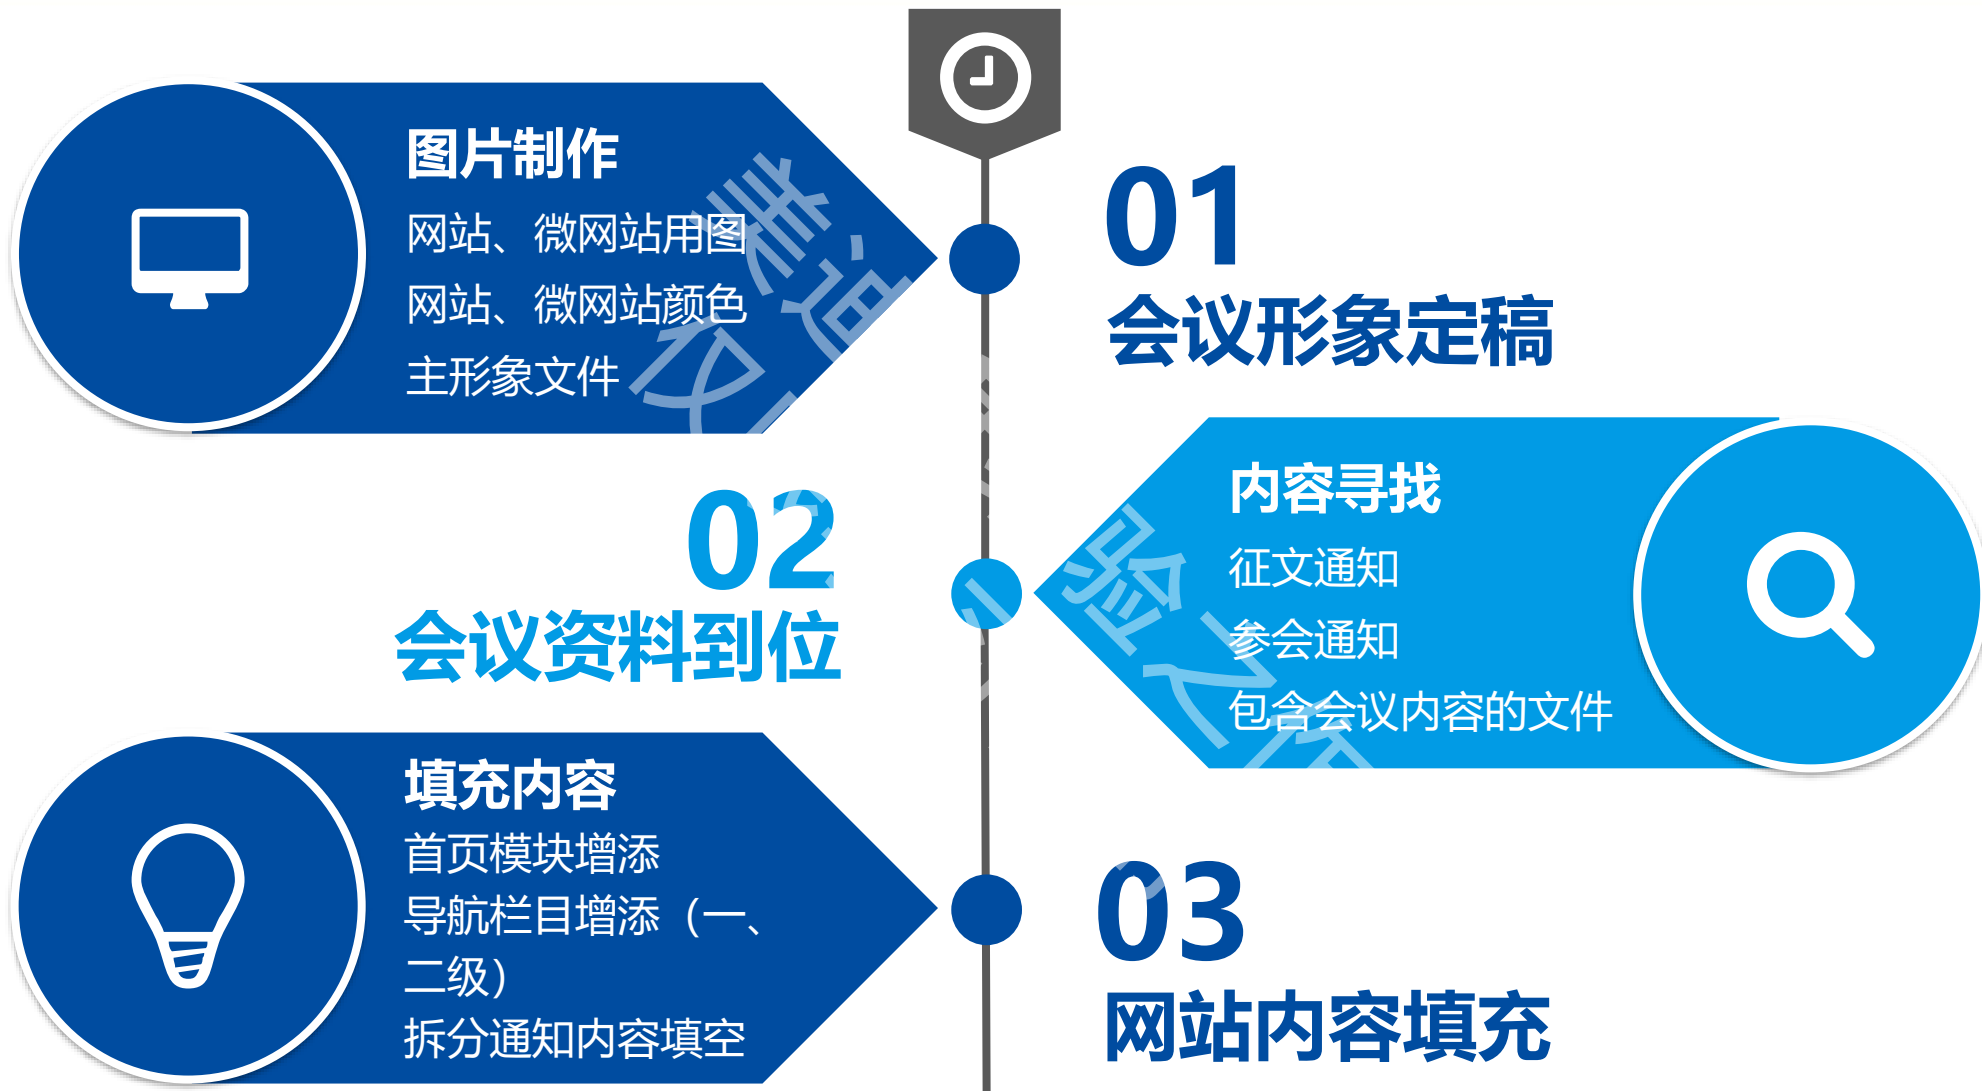 图片制作
网站、微网站用图
网站、微网站颜色
主形象文件
01
会议形象定稿
02
会议资料到位
内容寻找
征文通知
参会通知
包含会议内容的文件
填充内容
首页模块增添
导航栏目增添（一、
二级）
拆分通知内容填空
03
网站内容填充